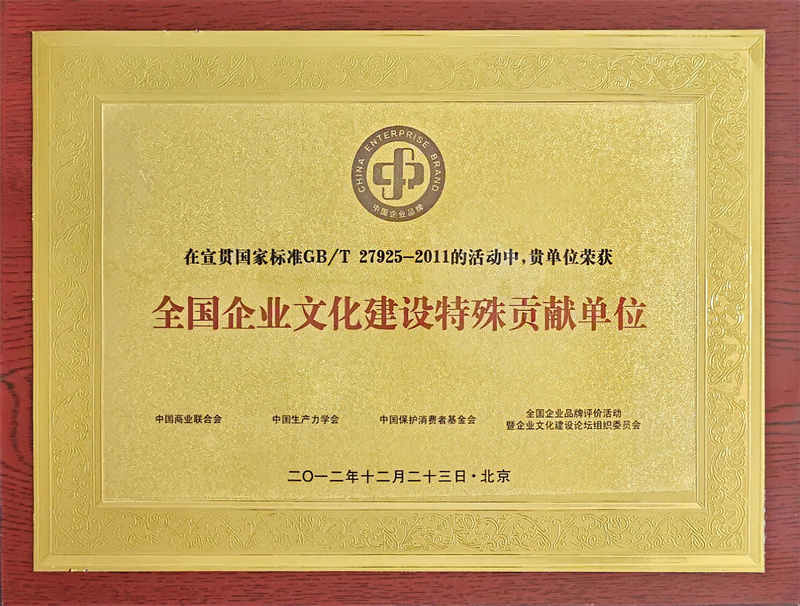 CHINA ENTERPRISE BRAND
中国企业品牌
在宣贯国家标准GB/T 27925-2011的活动中,贵单位荣获
全国企业文化建设特殊贡献单位
中国商业联合会
中国生产力学会
中国保护消费者基金会
全国企业品牌评价活动
暨企业文化建设论坛组织委员会
二〇一二年十二月二十三日·北京